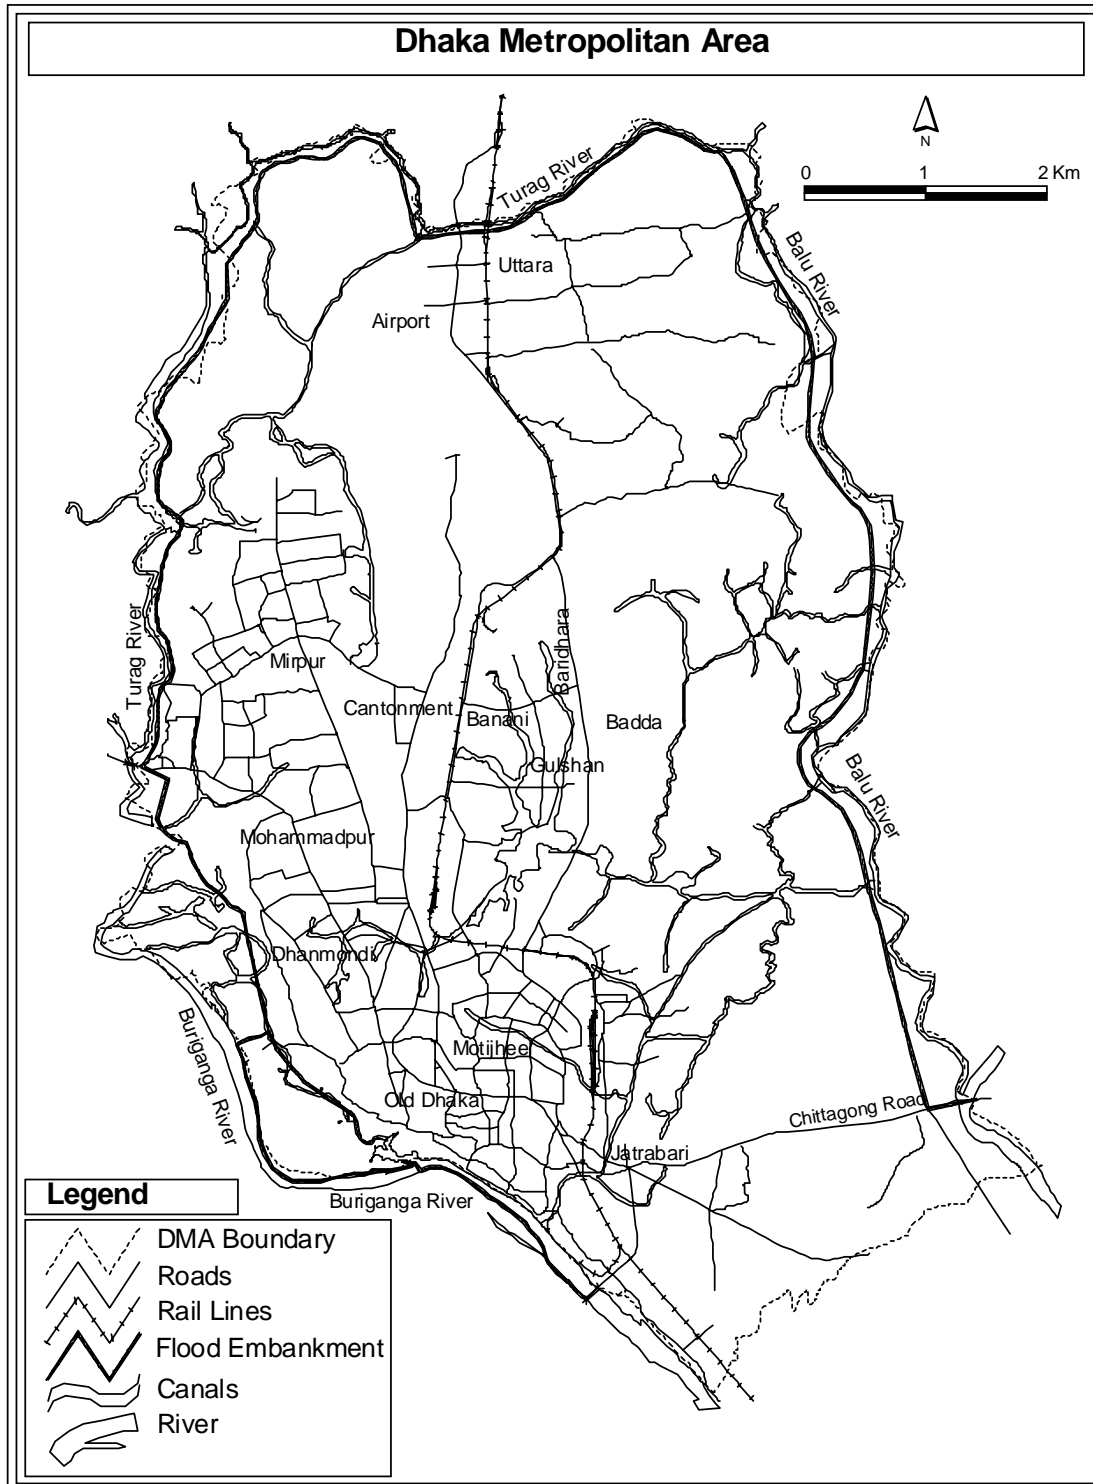 Dhaka Metropolitan Area
N
0 1 2 Km
Turag River
Balu River
Uttara
Airport
Turag River
Baridhara
Mirpur
Cantonment
Banani
Badda
Gulshan
Balu River
Mohammadpur
Dhanmondi
Buriganga River
Motijheel
Old Dhaka
Chittagong Road
Jatrabari
Buriganga River
Legend
DMA Boundary
Roads
Rail Lines
Flood Embankment
Canals
River